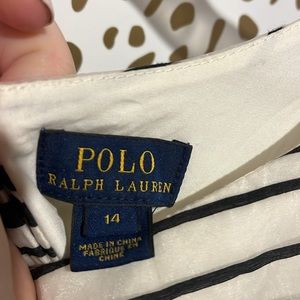 POLO
RALPH LAUREN
14
MADE IN CHINA
FABRIQUÉ EN
CHINE